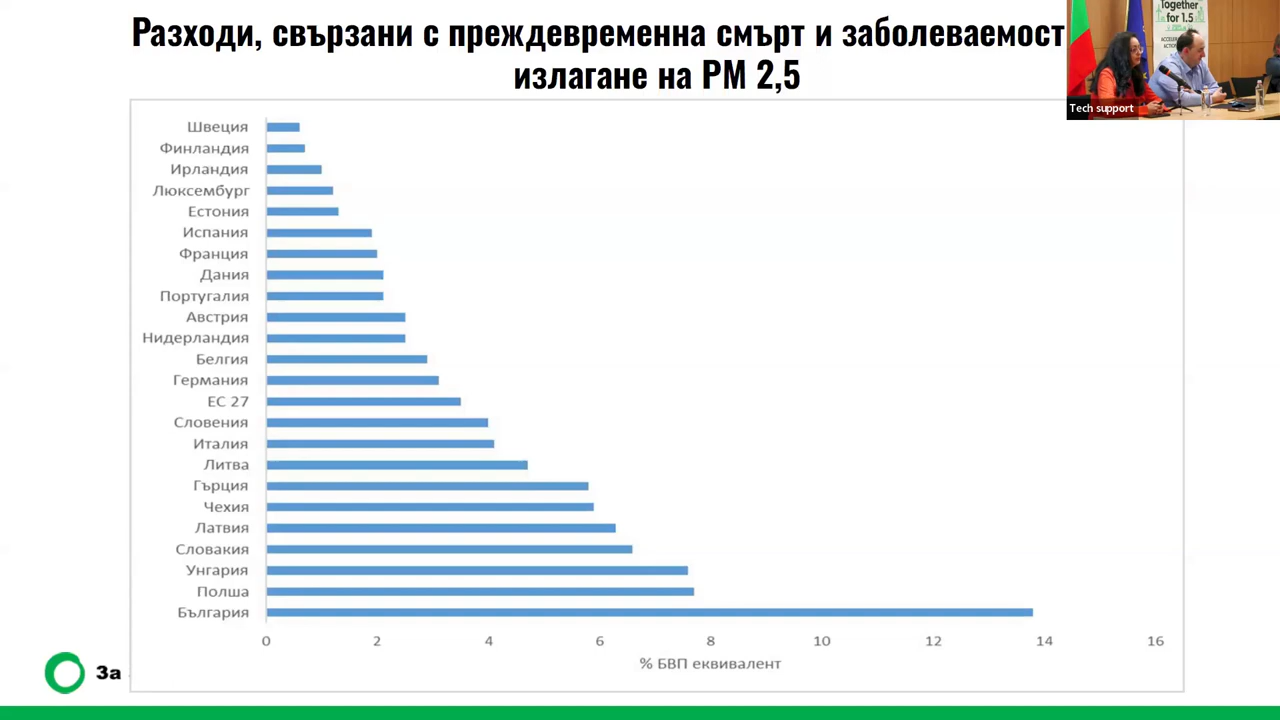 Разходи, свързани с преждевременна смърт и заболеваемост
излагане на PM 2,5
Together
for 1.5
Tech support
Швеция
Финландия
Ирландия
Люксембург
Естония
Испания
Франция
Дания
Португалия
Австрия
Нидерландия
Белгия
Германия
ЕС 27
Словения
Италия
Литва
Гърция
Чехия
Латвия
Словакия
Унгария
Полша
България
0 2 4 6 8 10 12 14 16
% БВП еквивалент
За